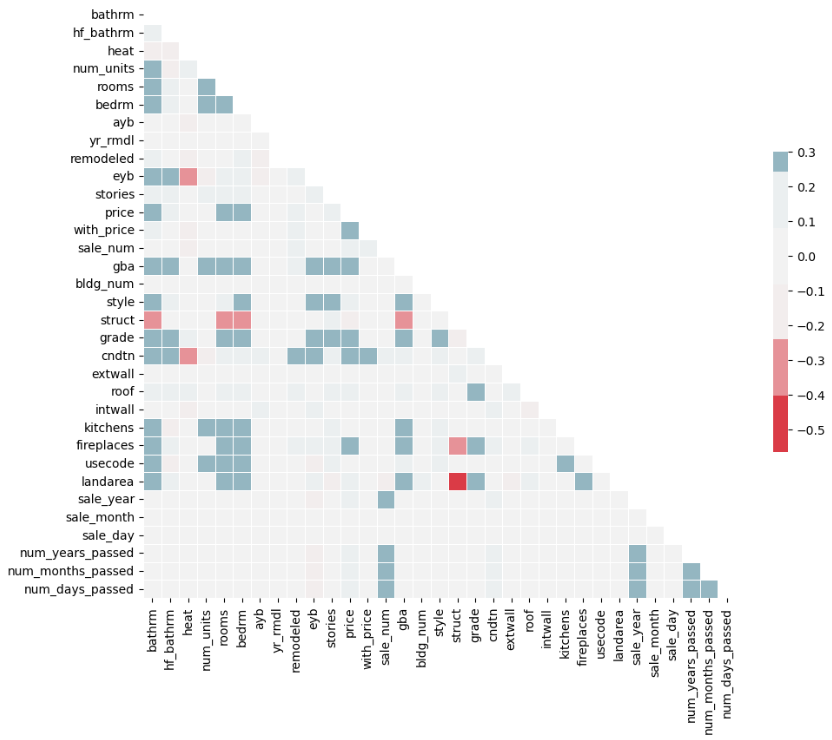 bathrm
hf_bathrm
heat
num_units
rooms
bedrm
ayb
yr_rmdl
remodeled
eyb
stories
price
with_price
sale_num
gba
bldg_num
style
struct
grade
cndtn
extwall
roof
intwall
kitchens
fireplaces
usecode
landarea
sale_year
sale_month
sale_day
num_years_passed
num_months_passed
num_days_passed
bathrm
hf_bathrm
heat
num_units
rooms
bedrm
ayb
yr_rmdl
remodeled
eyb
stories
price
with_price
sale_num
gba
bldg_num
style
struct
grade
cndtn
extwall
roof
intwall
kitchens
fireplaces
usecode
landarea
sale_year
sale_month
sale_day
num_years_passed
num_months_passed
num_days_passed
0.3
0.2
0.1
0.0
−0.1
−0.2
−0.3
−0.4
−0.5